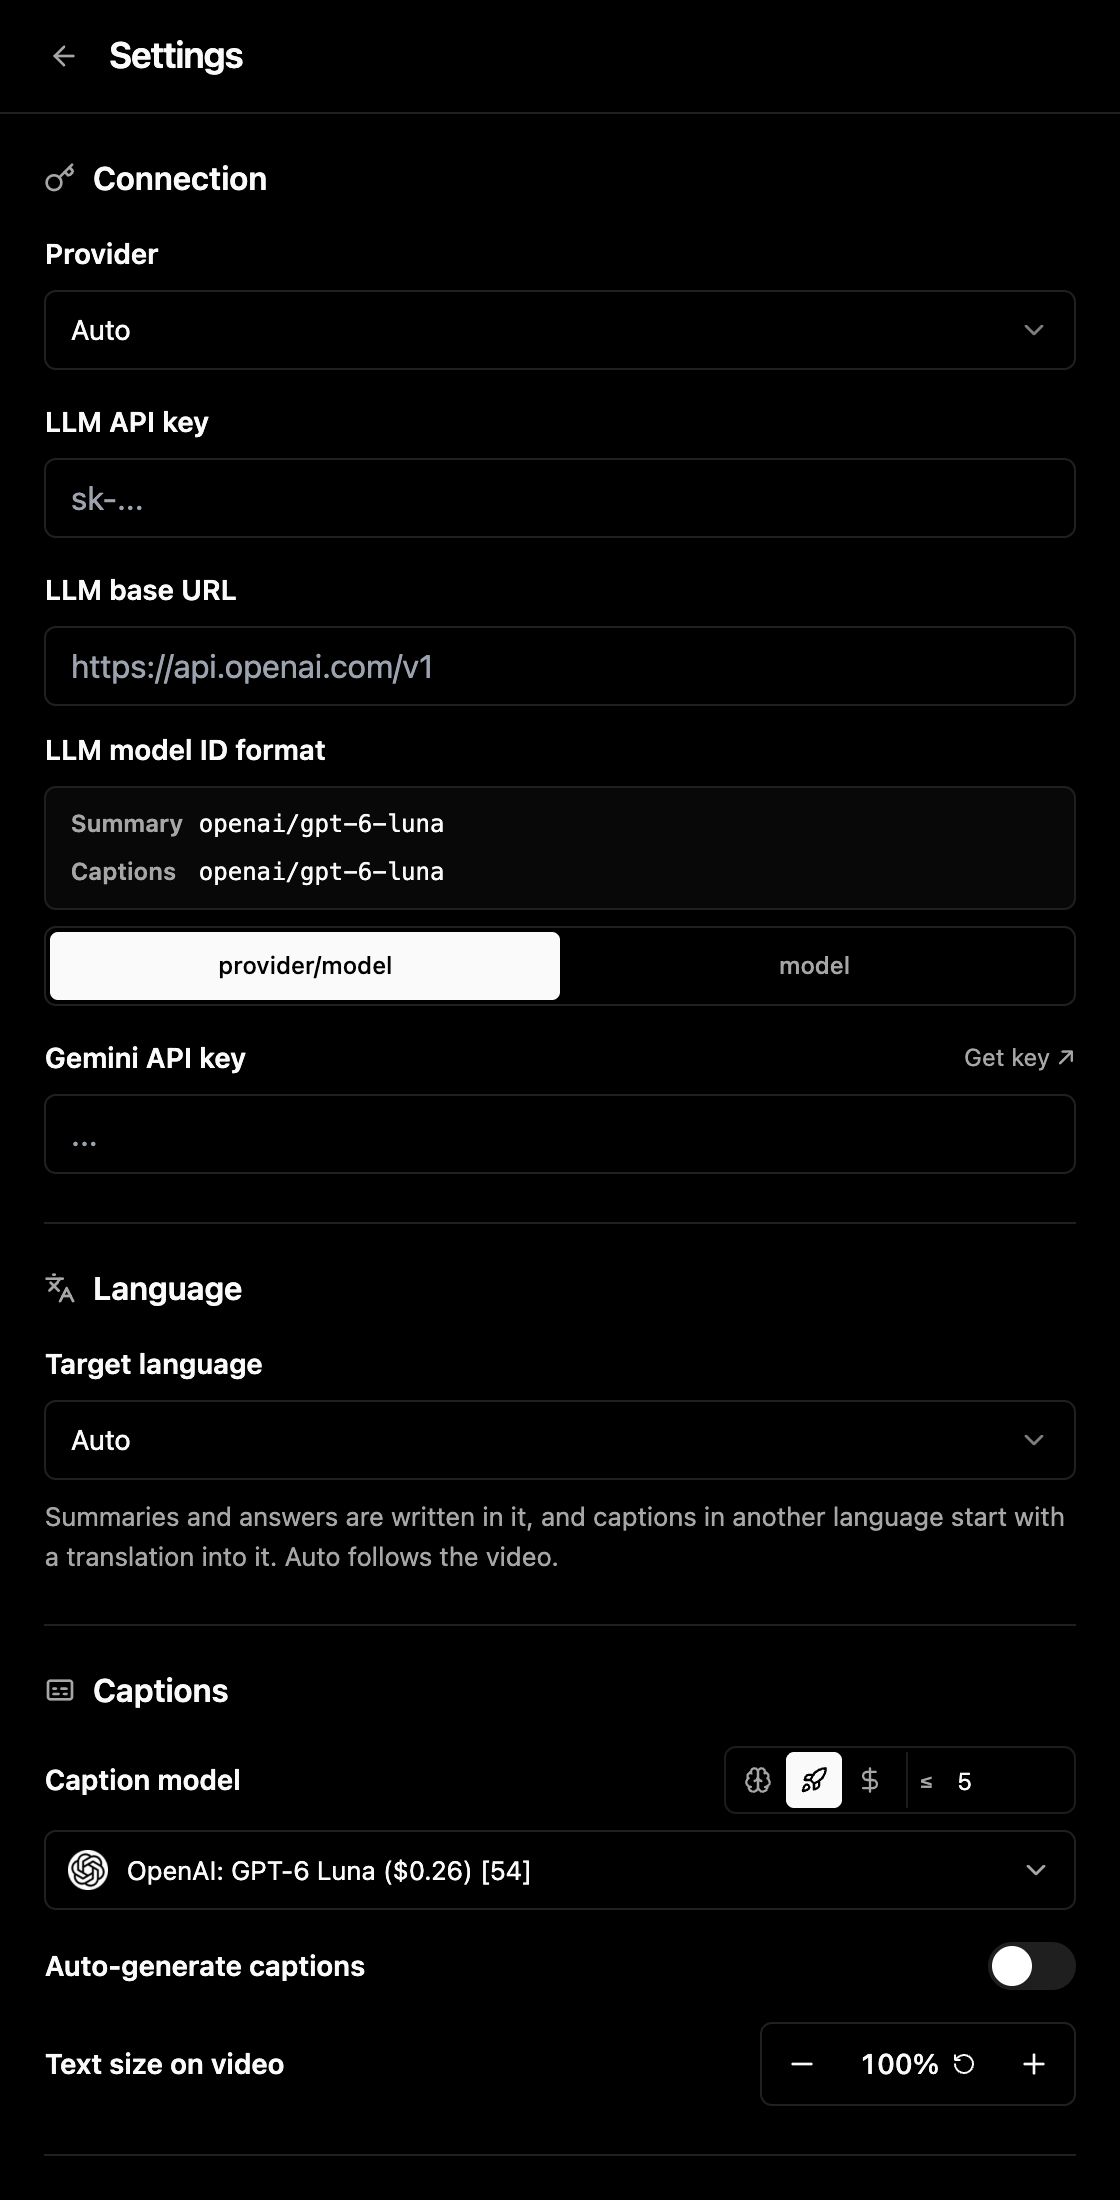 Settings
Connection
Provider
Auto
LLM API key
sk-...
LLM base URL
https://api.openai.com/v1
LLM model ID format
Summary openai/gpt-6-luna
Captions openai/gpt-6-luna
provider/model model
Gemini API key Get key ↗
...
Language
Target language
Auto
Summaries and answers are written in it, and captions in another language start with
a translation into it. Auto follows the video.
Captions
Caption model $ ≤ 5
OpenAI: GPT-6 Luna ($0.26) [54]
Auto-generate captions
Text size on video − 100% +